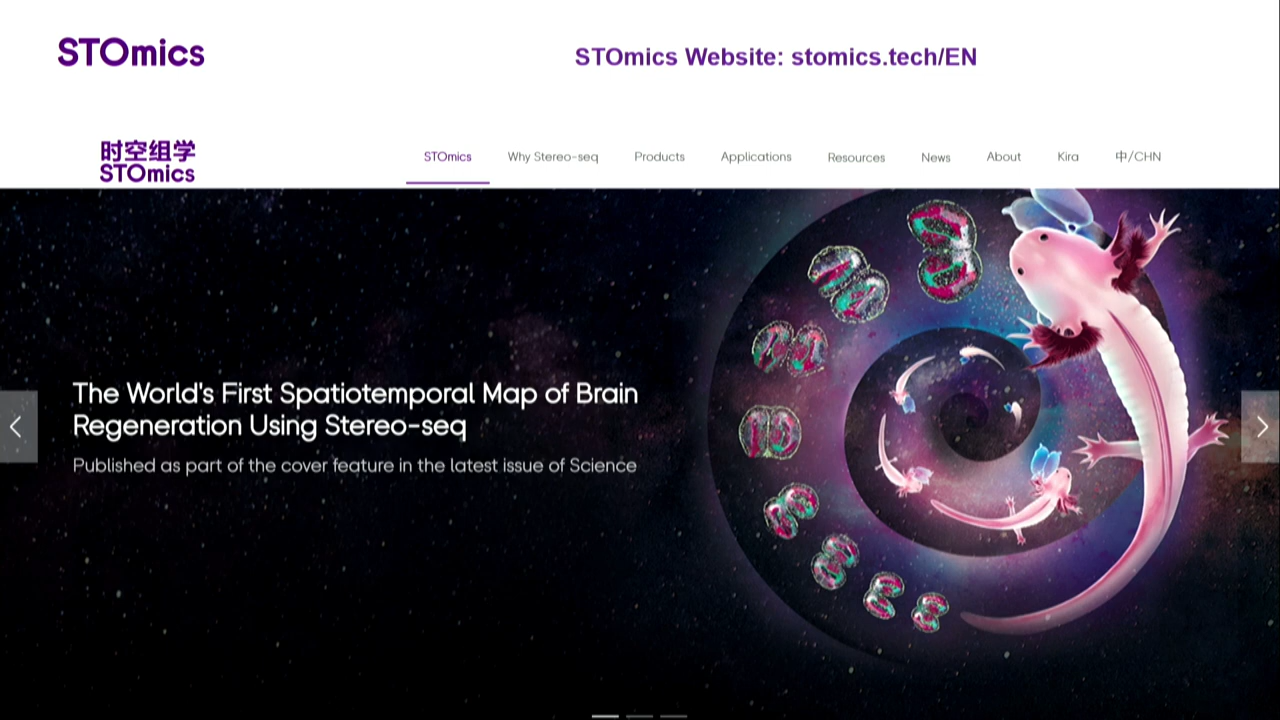 STOmics
STOmics Website: stomics.tech/EN
时空组学
STOmics
STOmics
Why Stereo-seq
Products
Applications
Resources
News
About
Kira
中/CHN
The World's First Spatiotemporal Map of Brain
Regeneration Using Stereo-seq
Published as part of the cover feature in the latest issue of Science